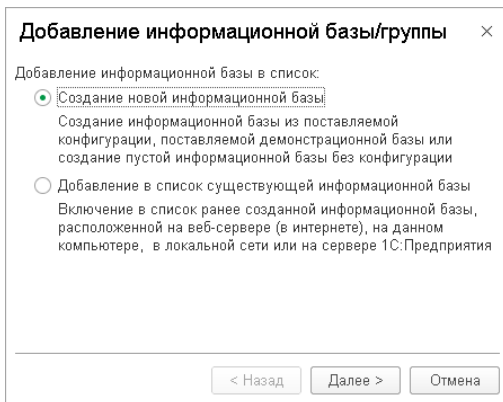 Добавление информационной базы/группы
Добавление информационной базы в список:
Создание новой информационной базы
Создание информационной базы из поставляемой
конфигурации, поставляемой демонстрационной базы или
создание пустой информационной базы без конфигурации
Добавление в список существующей информационной базы
Включение в список ранее созданной информационной базы,
расположенной на веб-сервере (в интернете), на данном
компьютере, в локальной сети или на сервере 1С:Предприятия
< Назад Далее > Отмена